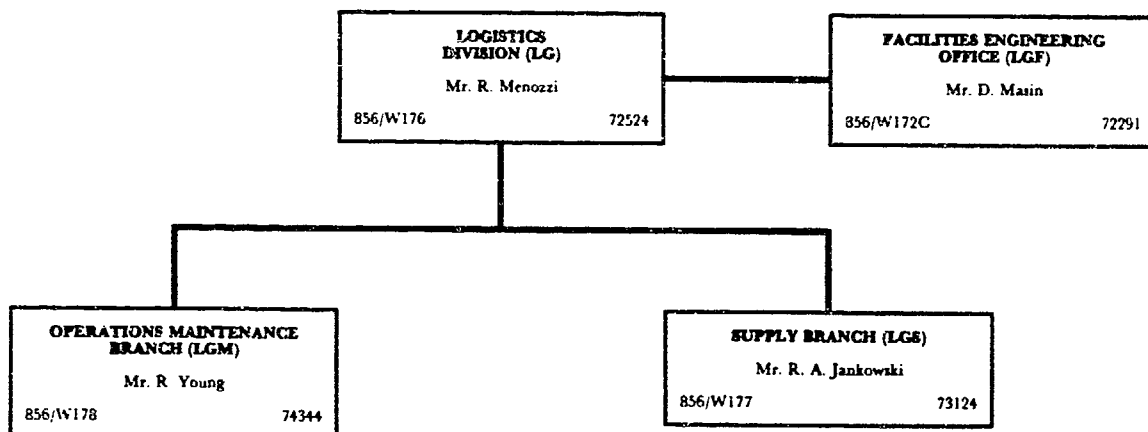 LOGISTICS
DIVISION (LG)
Mr. R. Menozzi
856/W176 72524
FACILITIES ENGINEERING
OFFICE (LGF)
Mr. D. Masin
856/W172C 72291
OPERATIONS MAINTENANCE
BRANCH (LGM)
Mr. R Young
856/W178 74344
SUPPLY BRANCH (LGS)
Mr. R. A. Jankowski
856/W177 73124